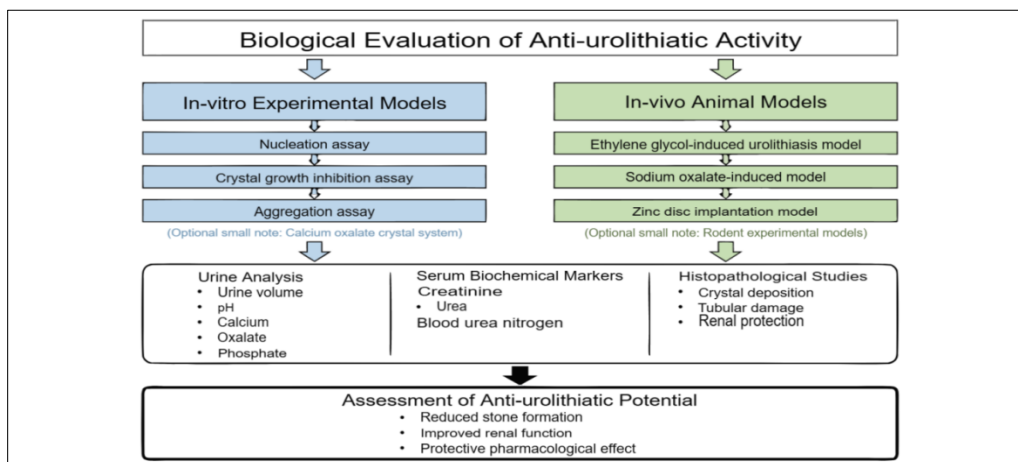 Biological Evaluation of Anti-urolithiatic Activity
In-vitro Experimental Models
Nucleation assay
Crystal growth inhibition assay
Aggregation assay
(Optional small note: Calcium oxalate crystal system)
In-vivo Animal Models
Ethylene glycol-induced urolithiasis model
Sodium oxalate-induced model
Zinc disc implantation model
(Optional small note: Rodent experimental models)
Urine Analysis
• Urine volume
• pH
• Calcium
• Oxalate
• Phosphate
Serum Biochemical Markers
Creatinine
• Urea
Blood urea nitrogen
Histopathological Studies
• Crystal deposition
• Tubular damage
• Renal protection
Assessment of Anti-urolithiatic Potential
• Reduced stone formation
• Improved renal function
• Protective pharmacological effect